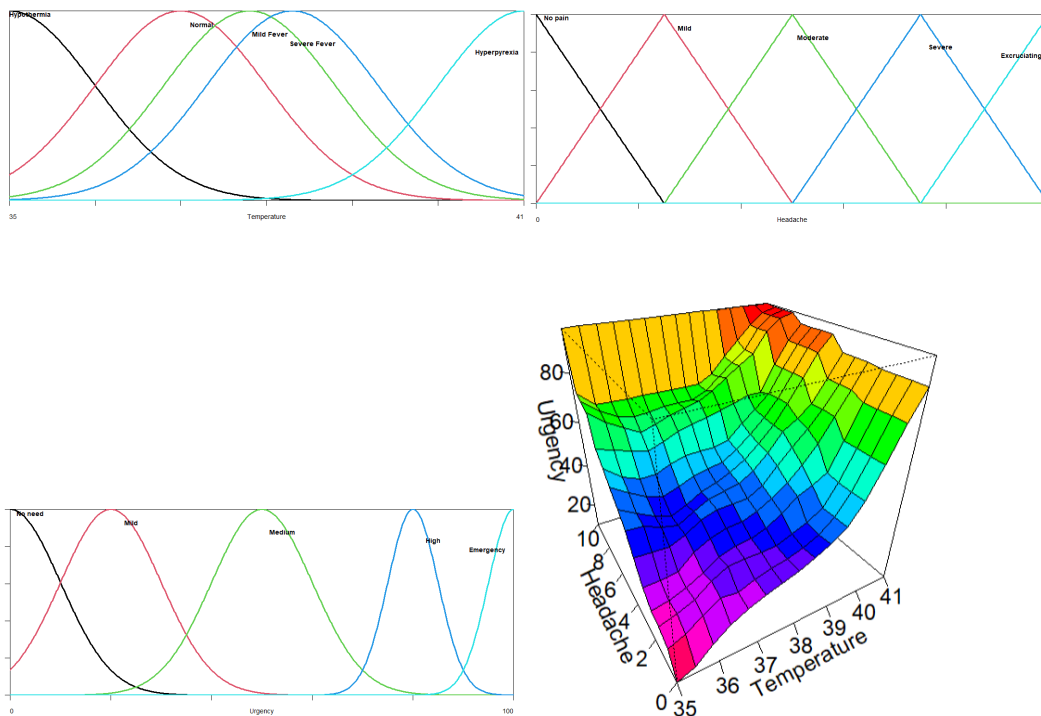 Hypothermia
Normal
Mild Fever
Severe Fever
Hyperpyrexia
35
41
Temperature
No pain
Mild
Moderate
Severe
Excruciating
0
Headache
No need
Mild
Medium
High
Emergency
0
100
Urgency
80
60
40
20
Urgency
10
8
6
4
2
0
Headache
35
36
37
38
39
40
41
Temperature